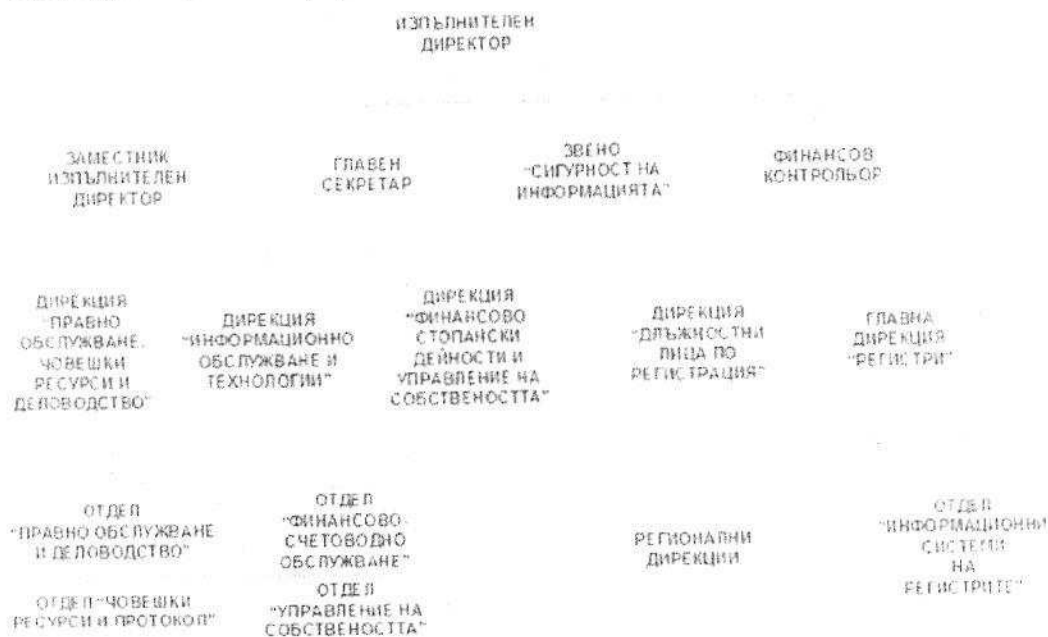 ИЗПЪЛНИТЕЛЕН
ДИРЕКТОР
ЗАМЕСТНИК
ИЗПЪЛНИТЕЛЕН
ДИРЕКТОР
ГЛАВЕН
СЕКРЕТАР
ЗВЕНО
"СИГУРНОСТ НА
ИНФОРМАЦИЯТА"
ФИНАНСОВ
КОНТРОЛЬОР
ДИРЕКЦИЯ
"ПРАВНО
ОБСЛУЖВАНЕ,
ЧОВЕШКИ
РЕСУРСИ И
ДЕЛОВОДСТВО"
ДИРЕКЦИЯ
"ИНФОРМАЦИОННО
ОБСЛУЖВАНЕ И
ТЕХНОЛОГИИ"
ДИРЕКЦИЯ
"ФИНАНСОВО
СТОПАНСКИ
ДЕЙНОСТИ И
УПРАВЛЕНИЕ НА
СОБСТВЕНОСТТА"
ДИРЕКЦИЯ
"ДЛЪЖНОСТНИ
ЛИЦА ПО
РЕГИСТРАЦИЯ"
ГЛАВНА
ДИРЕКЦИЯ
"РЕГИСТРИ"
ОТДЕЛ
"ПРАВНО ОБСЛУЖВАНЕ
И ДЕЛОВОДСТВО"
ОТДЕЛ "ЧОВЕШКИ
РЕСУРСИ И ПРОТОКОЛ"
ОТДЕЛ
"ФИНАНСОВО-
СЧЕТОВОДНО
ОБСЛУЖВАНЕ"
ОТДЕЛ
"УПРАВЛЕНИЕ НА
СОБСТВЕНОСТТА"
РЕГИОНАЛНИ
ДИРЕКЦИИ
ОТДЕЛ
"ИНФОРМАЦИОННИ
СИСТЕМИ
НА
РЕГИСТРИТЕ"